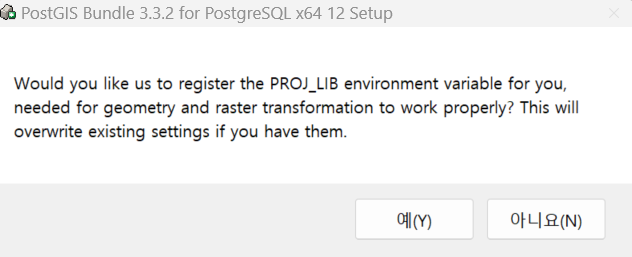 PostGIS Bundle 3.3.2 for PostgreSQL x64 12 Setup
Would you like us to register the PROJ_LIB environment variable for you,
needed for geometry and raster transformation to work properly? This will
overwrite existing settings if you have them.
예(Y) 아니요(N)